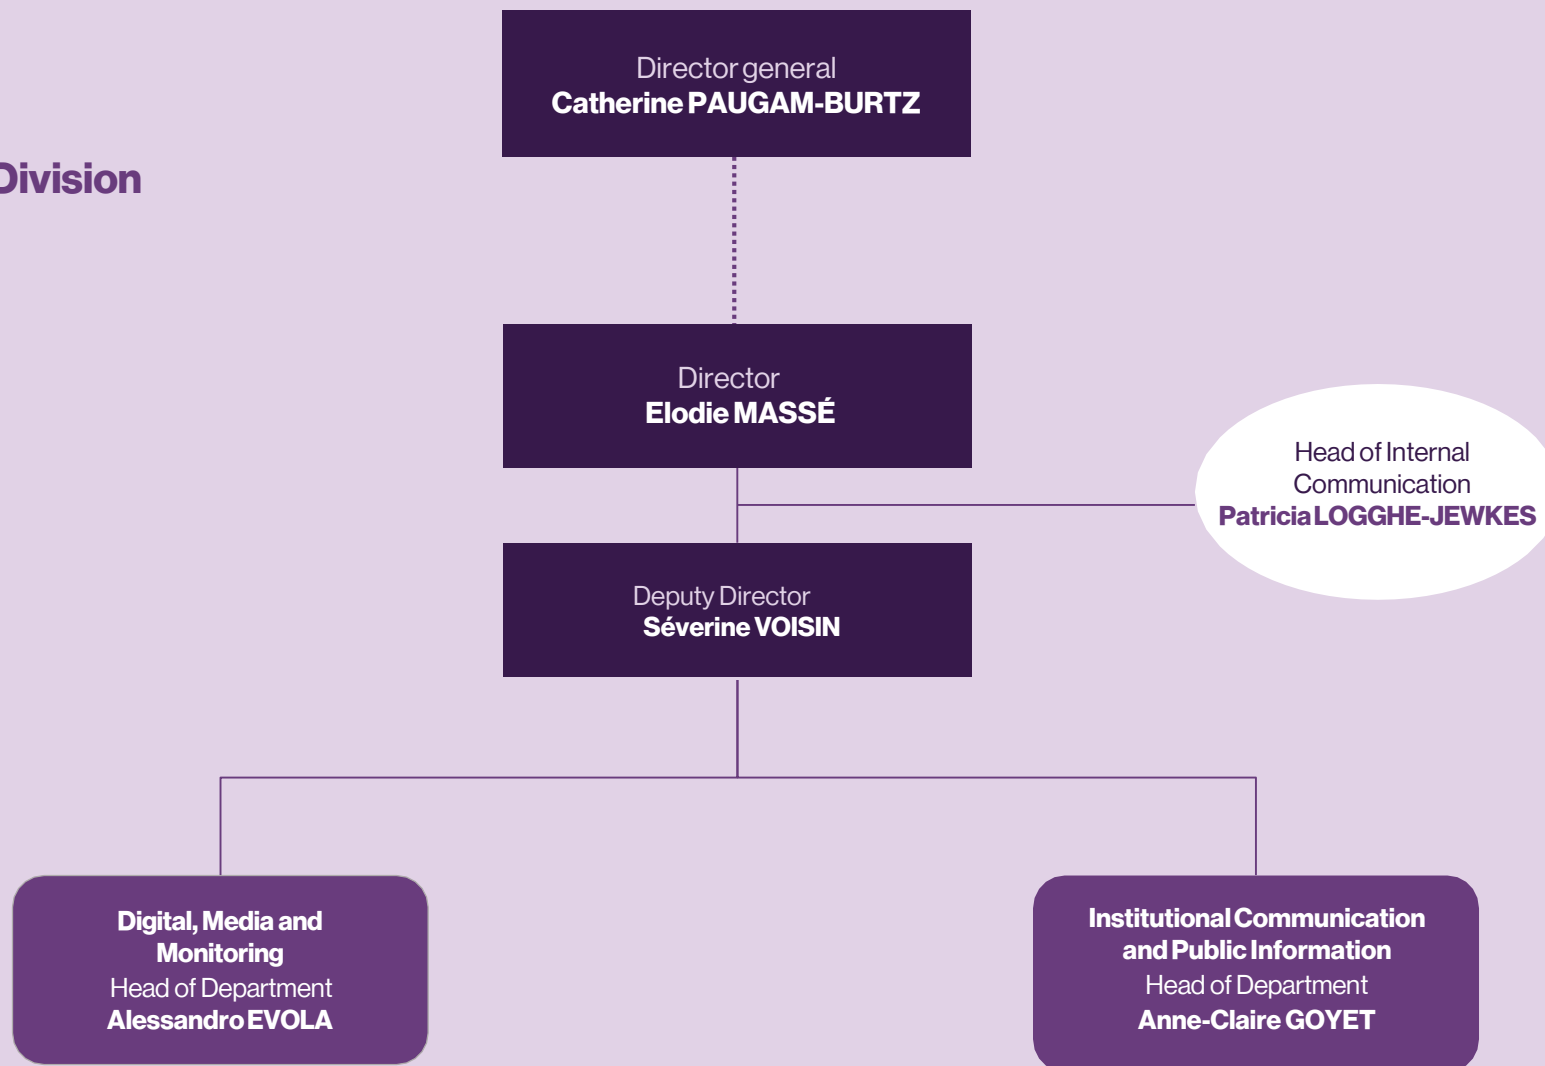 Director general
Catherine PAUGAM-BURTZ
Division
Director
Elodie MASSÉ
Head of Internal
Communication
Patricia LOGGHE-JEWKES
Deputy Director
Séverine VOISIN
Digital, Media and
Monitoring
Head of Department
Alessandro EVOLA
Institutional Communication
and Public Information
Head of Department
Anne-Claire GOYET